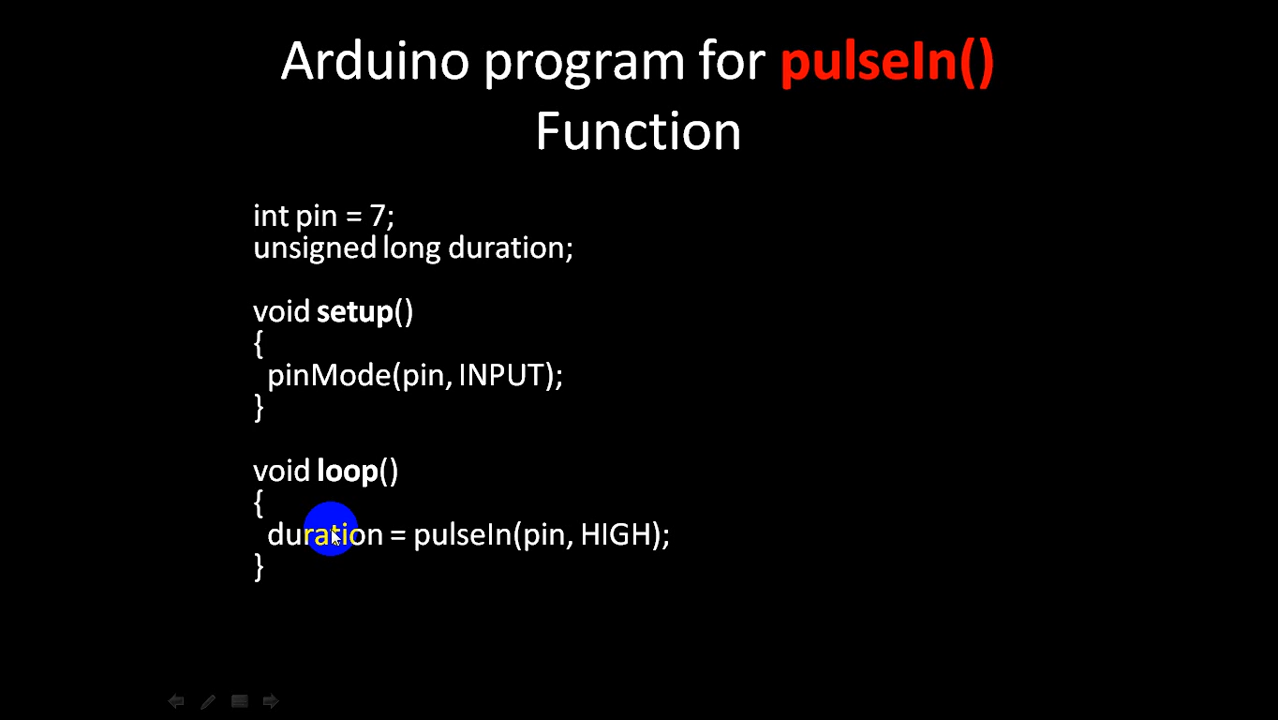 Arduino program for pulseIn()
Function
int pin = 7;
unsigned long duration;
void setup()
{
pinMode(pin, INPUT);
}
void loop()
{
duration = pulseIn(pin, HIGH);
}